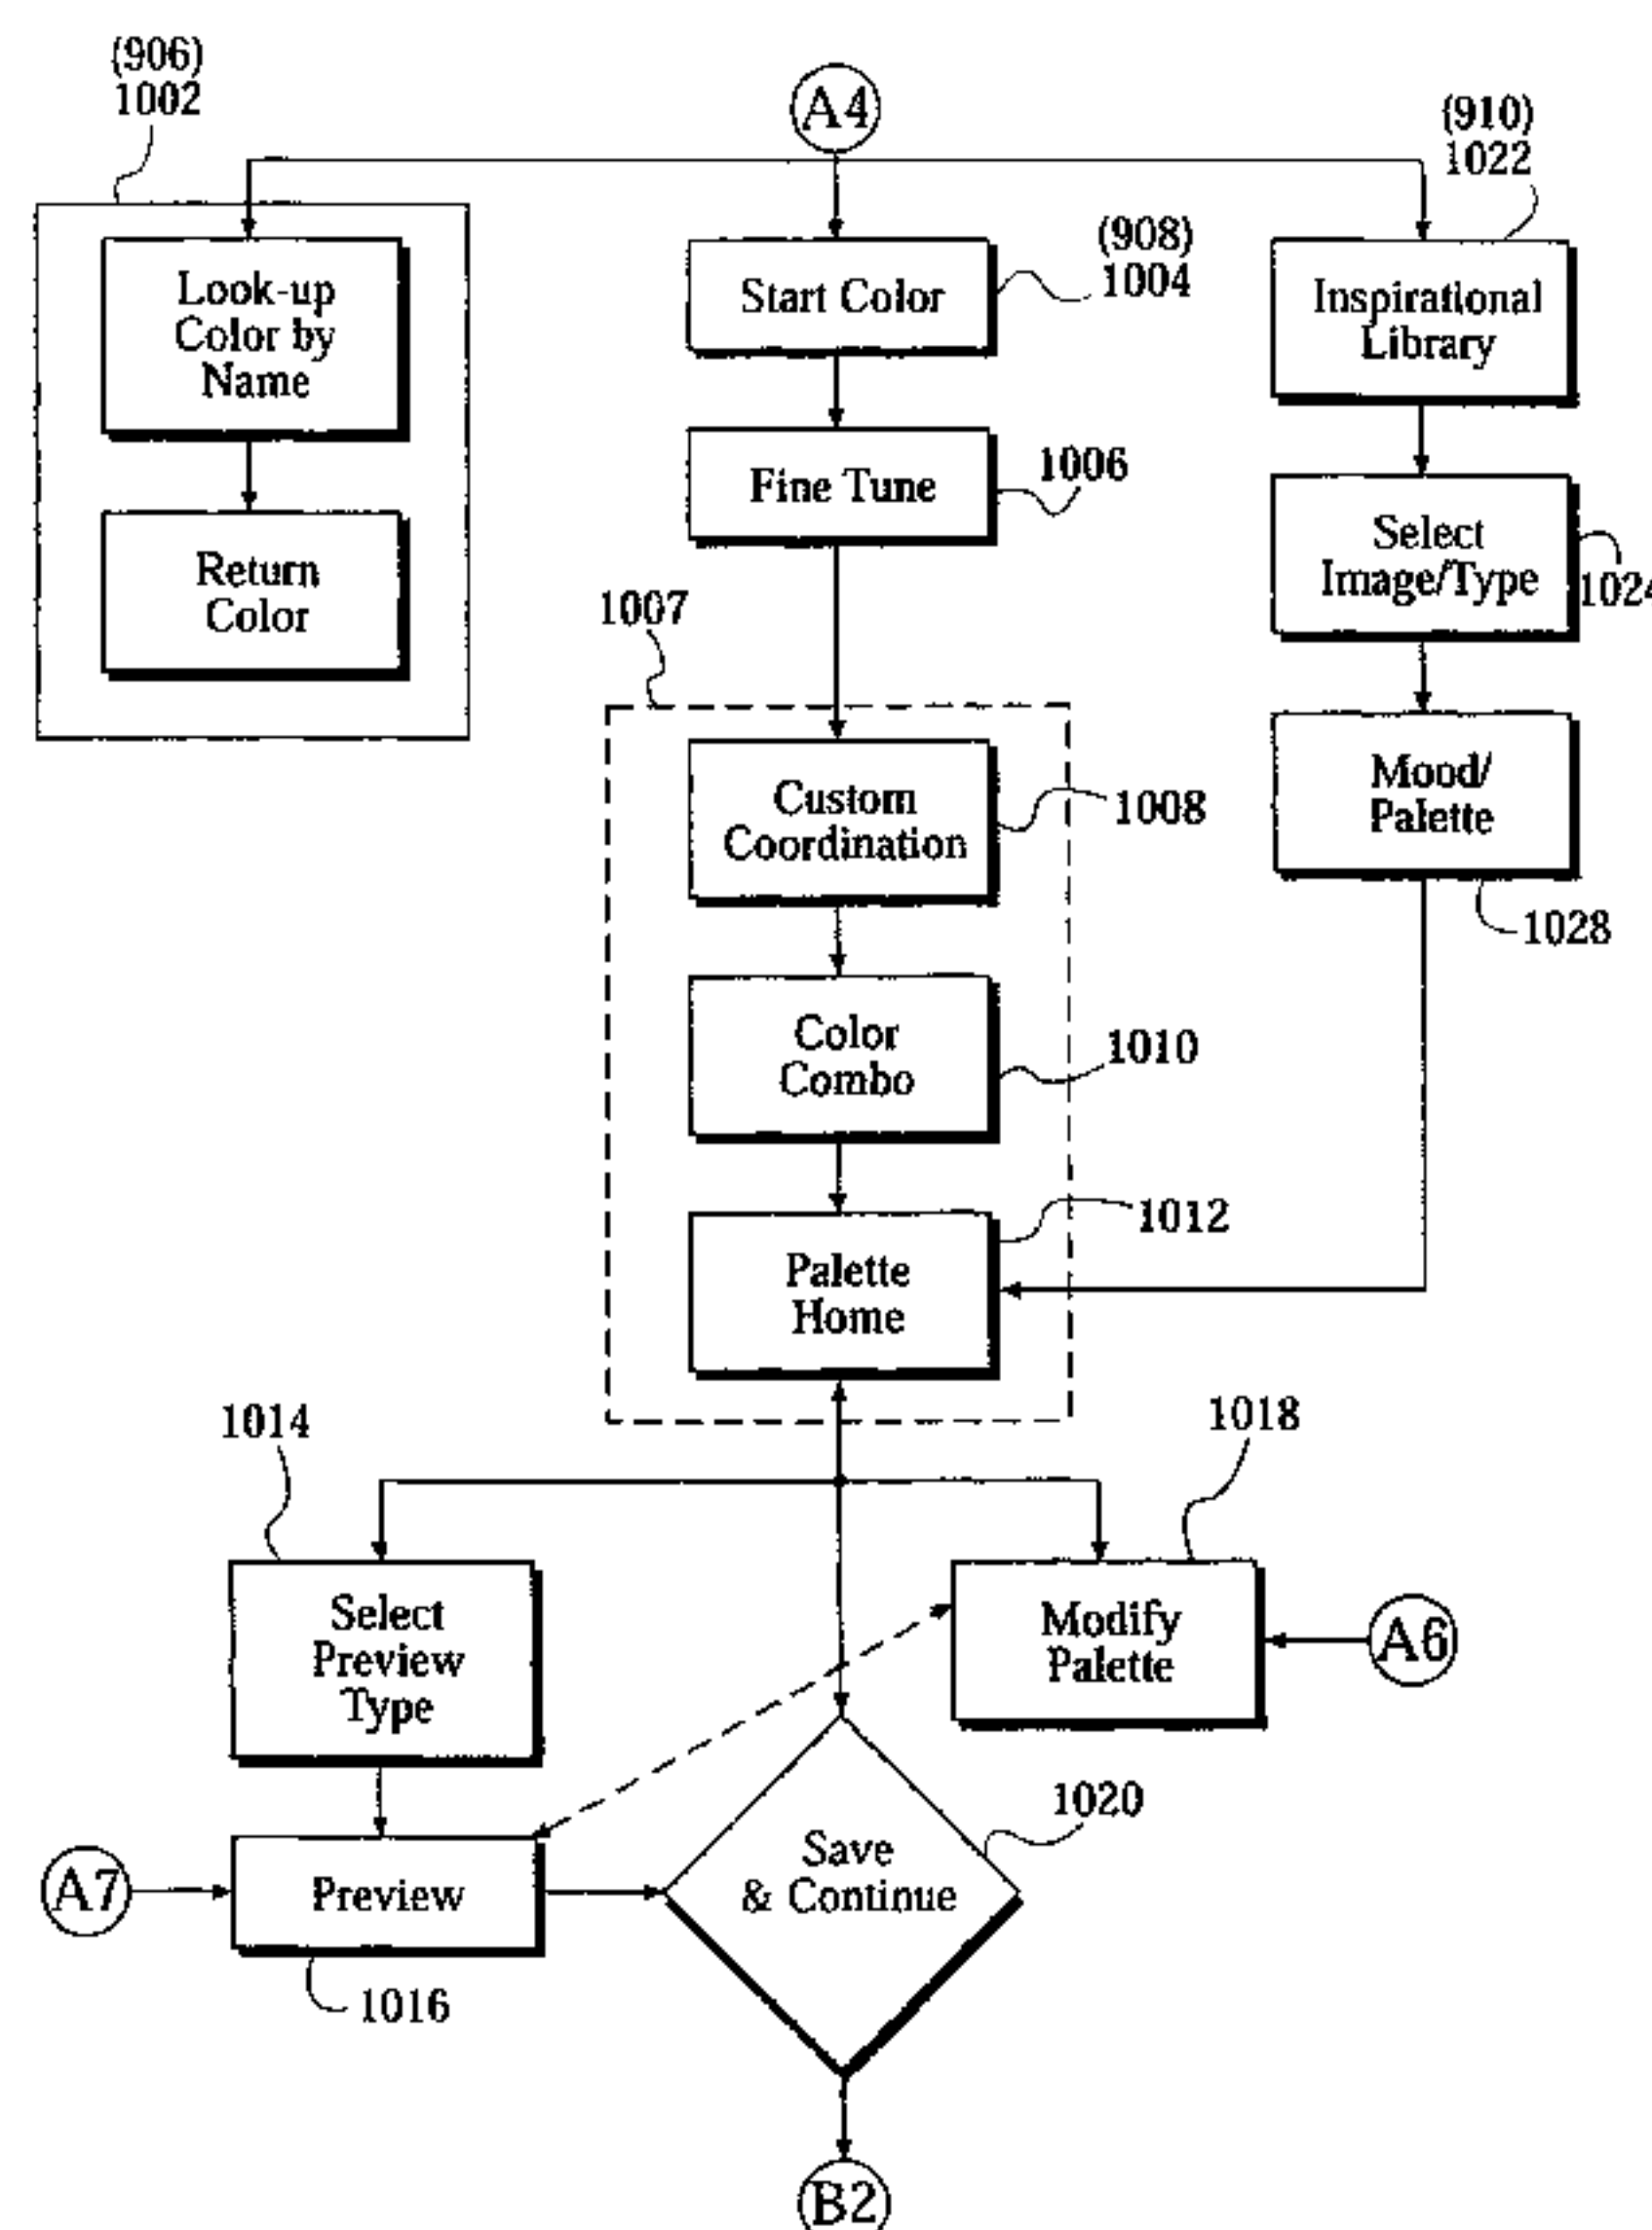 (906)
1002
A4
(910)
1022
Look-up
Color by
Name
Start Color
(908)
1004
Inspirational
Library
Fine Tune
1006
Return
Color
Select
Image/Type
1024
1007
Custom
Coordination
1008
Mood/
Palette
1028
Color
Combo
1010
Palette
Home
1012
1014
1018
Select
Preview
Type
Modify
Palette
A6
A7
Preview
Save
& Continue
1020
1016
B2